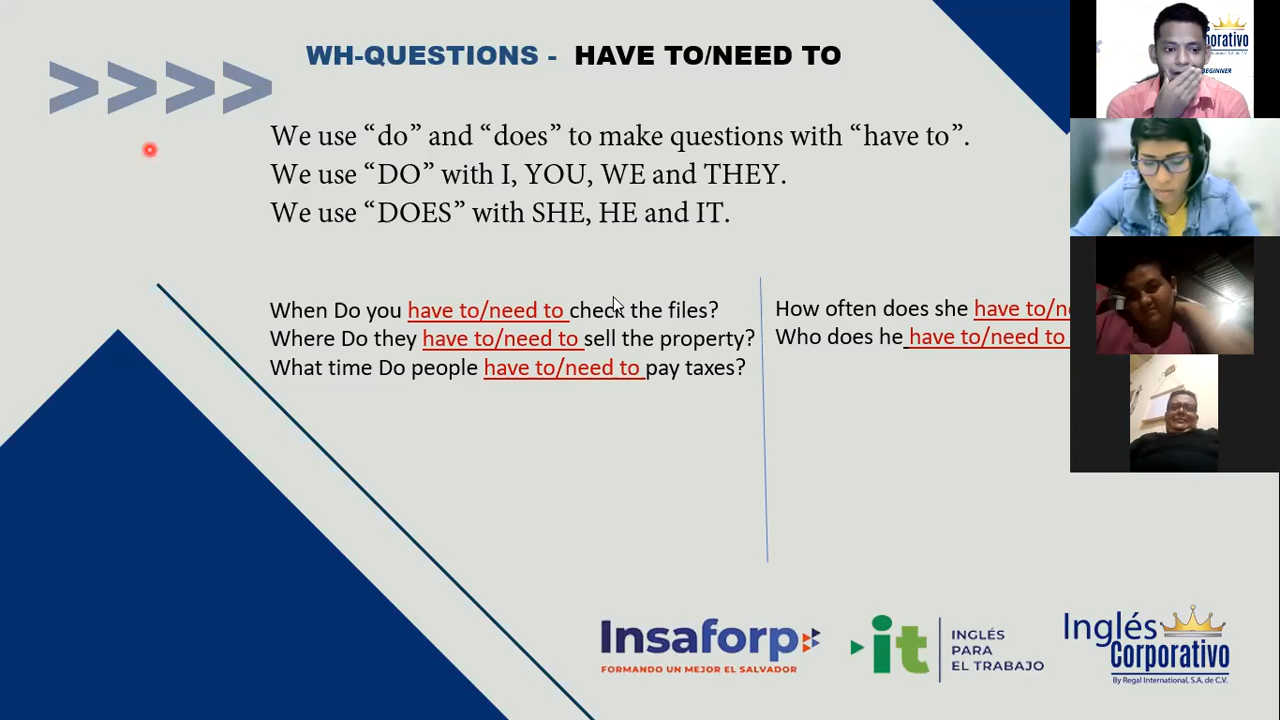 WH-QUESTIONS - HAVE TO/NEED TO
We use “do” and “does” to make questions with “have to”.
We use “DO” with I, YOU, WE and THEY.
We use “DOES” with SHE, HE and IT.
When Do you have to/need to check the files?
Where Do they have to/need to sell the property?
What time Do people have to/need to pay taxes?
How often does she have to/n
Who does he have to/need to
Insaforp
FORMANDO UN MEJOR EL SALVADOR
it
INGLÉS
PARA
EL TRABAJO
Inglés
Corporativo
By Regal International, S.A. de C.V.
orporativo
BEGINNER